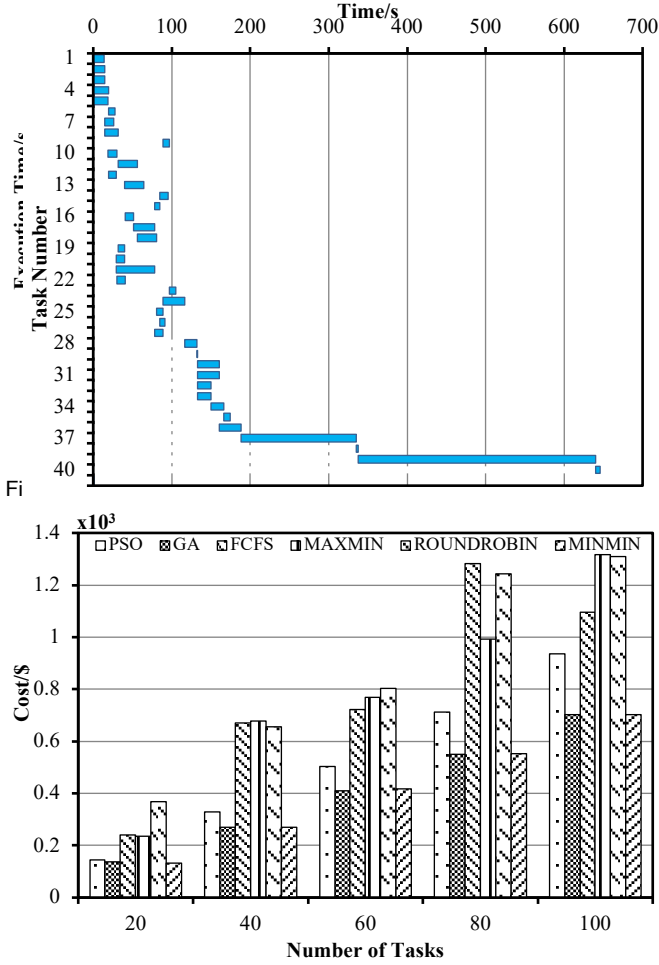 Time/s
0 100 200 300 400 500 600 700
1
4
7
10
13
16
19
22
25
28
31
34
37
40
Execution Time/s
Task Number
Fi
x10³
PSO GA FCFS MAXMIN ROUNDROBIN MINMIN
1.4
1.2
1
0.8
0.6
0.4
0.2
0
Cost/$
20 40 60 80 100
Number of Tasks